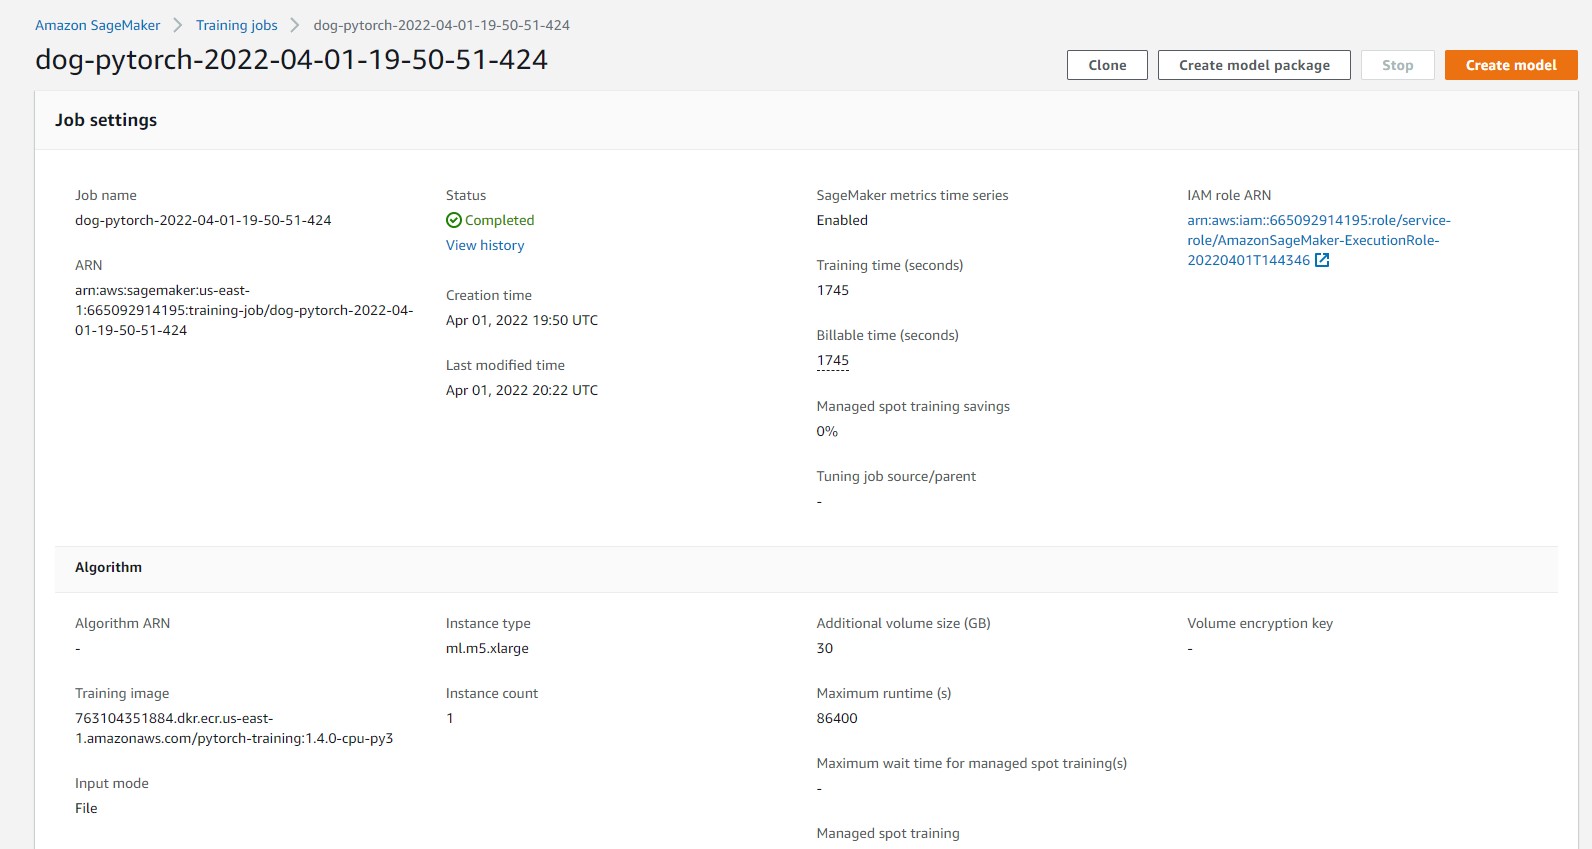 Amazon SageMaker > Training jobs > dog-pytorch-2022-04-01-19-50-51-424
dog-pytorch-2022-04-01-19-50-51-424
Clone
Create model package
Stop
Create model
Job settings
Job name
dog-pytorch-2022-04-01-19-50-51-424
ARN
arn:aws:sagemaker:us-east-
1:665092914195:training-job/dog-pytorch-2022-04-
01-19-50-51-424
Status
Completed
View history
Creation time
Apr 01, 2022 19:50 UTC
Last modified time
Apr 01, 2022 20:22 UTC
SageMaker metrics time series
Enabled
Training time (seconds)
1745
Billable time (seconds)
1745
Managed spot training savings
0%
Tuning job source/parent
-
IAM role ARN
arn:aws:iam::665092914195:role/service-
role/AmazonSageMaker-ExecutionRole-
20220401T144346
Algorithm
Algorithm ARN
-
Training image
763104351884.dkr.ecr.us-east-
1.amazonaws.com/pytorch-training:1.4.0-cpu-py3
Input mode
File
Instance type
ml.m5.xlarge
Instance count
1
Additional volume size (GB)
30
Maximum runtime (s)
86400
Maximum wait time for managed spot training(s)
-
Managed spot training
Volume encryption key
-